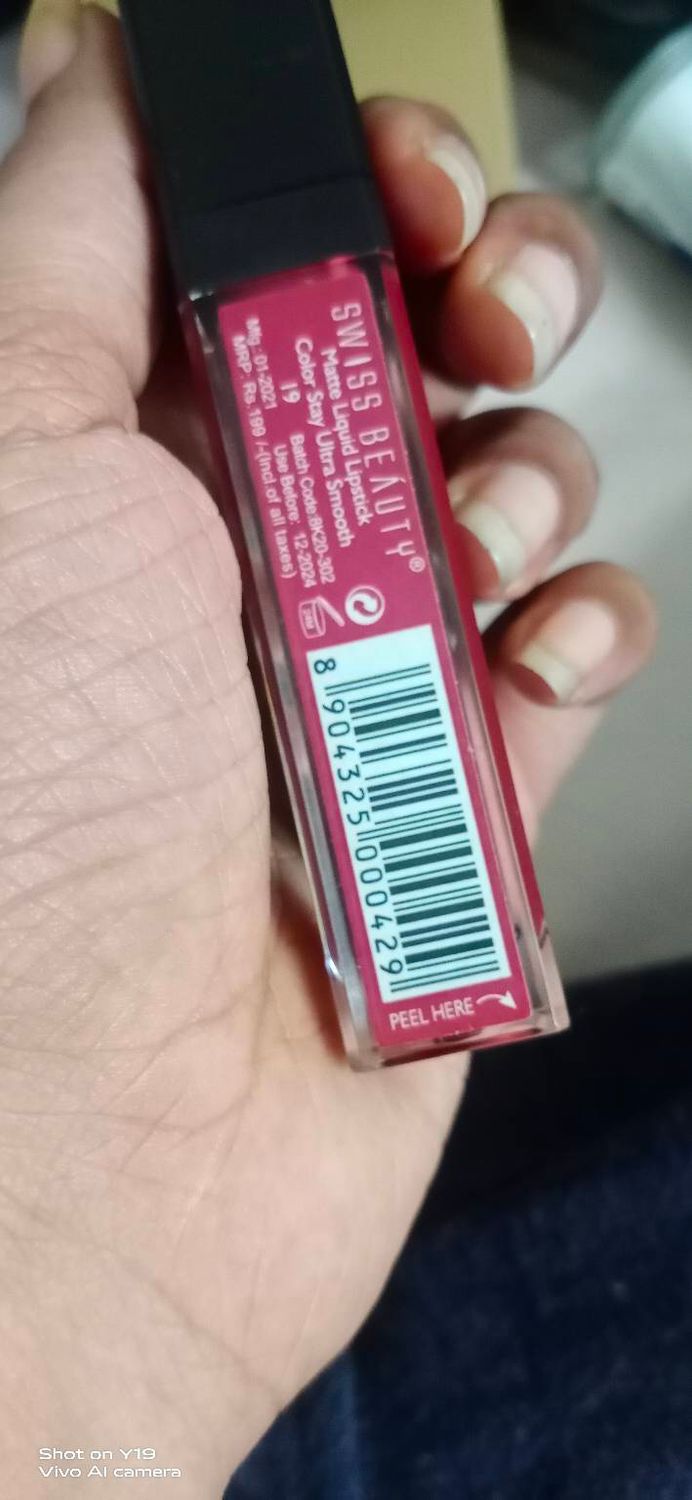 SWISS BEAUTY®
Matte Liquid Lipstick
Color Stay Ultra Smooth
19
Batch Code:BK20-302
Mfg.: 01-2021 Use Before: 12-2024
MRP. Rs.199 /-(incl.of all taxes)
8 904325 000429
PEEL HERE
Shot on Y19
Vivo AI camera